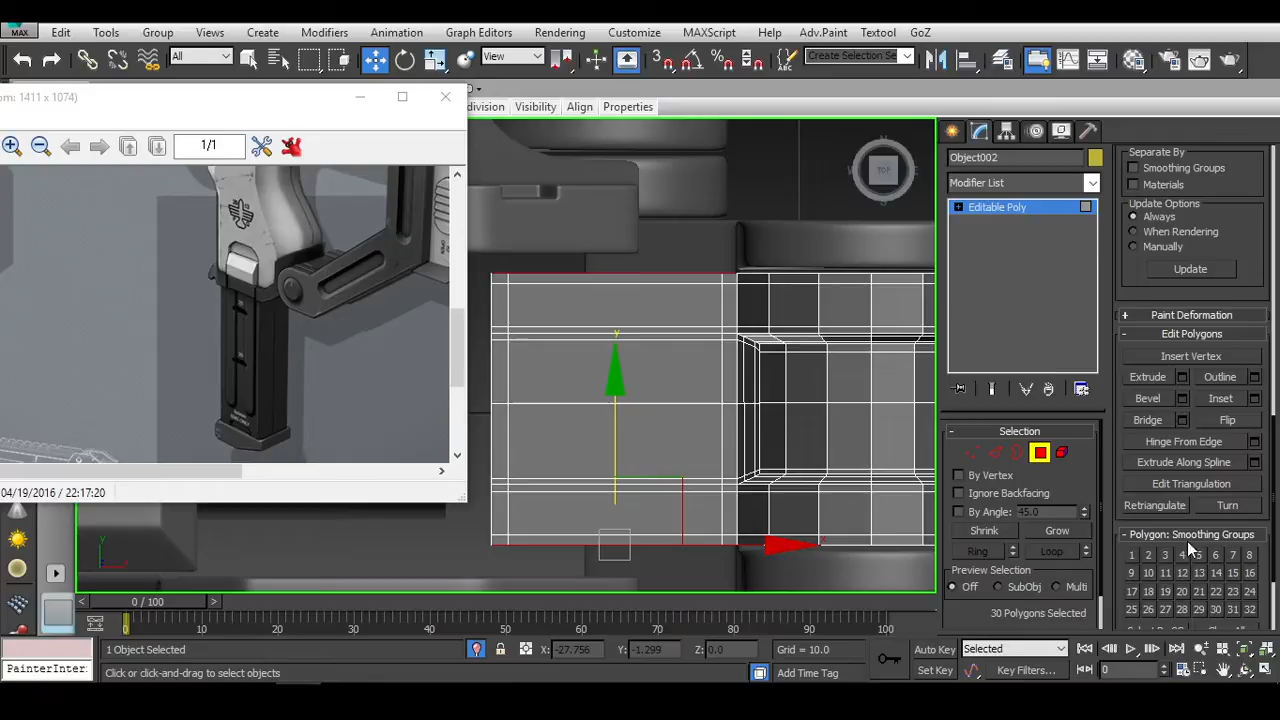 MAX
Edit Tools Group Views Create Modifiers Animation Graph Editors Rendering Customize MAXScript Help Adv.Paint Textool GoZ
All View 3 Create Selection Se
om: 1411 x 1074)
division Visibility Align Properties
1/1
TOP
04/19/2016 / 22:17:20
Object002
Modifier List
Editable Poly
Selection
By Vertex
Ignore Backfacing
By Angle: 45.0
Shrink Grow
Ring Loop
Preview Selection
Off SubObj Multi
30 Polygons Selected
Separate By
Smoothing Groups
Materials
Update Options
Always
When Rendering
Manually
Update
Paint Deformation
Edit Polygons
Insert Vertex
Extrude Outline
Bevel Inset
Bridge Flip
Hinge From Edge
Extrude Along Spline
Edit Triangulation
Retriangulate Turn
Polygon: Smoothing Groups
1 2 3 4 5 6 7 8
9 10 11 12 13 14 15 16
17 18 19 20 21 22 23 24
25 26 27 28 29 30 31 32
y
x
y
0 / 100
0 10 20 30 40 50 60 70 80 90 100
1 Object Selected X: -27.756 Y: -1.299 Z: 0.0 Grid = 10.0 Auto Key Selected
PainterInter Click or click-and-drag to select objects Add Time Tag Set Key Key Filters... 0